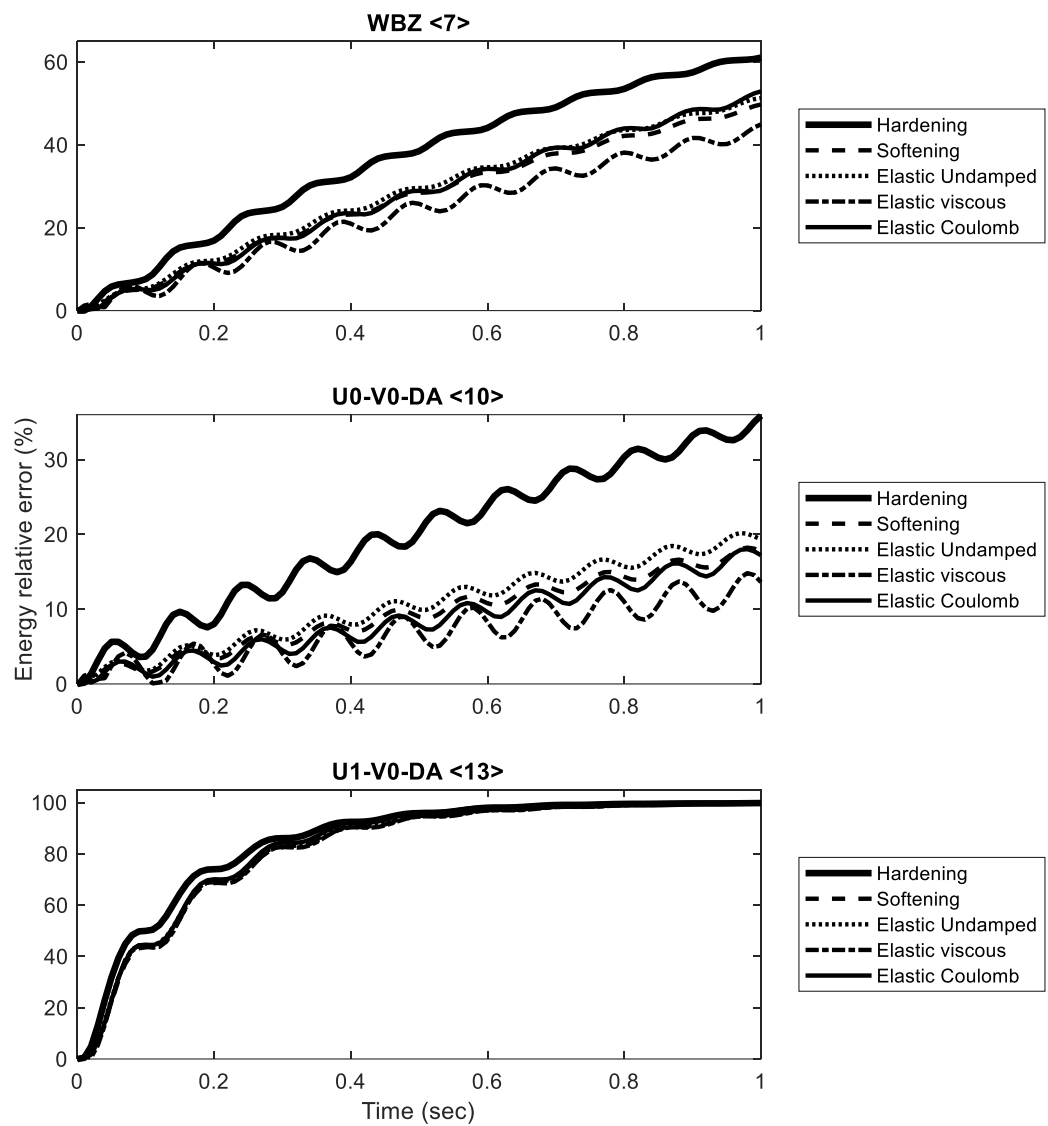 WBZ <7>
60
40
20
0
0 0.2 0.4 0.6 0.8 1
Hardening
Softening
Elastic Undamped
Elastic viscous
Elastic Coulomb
U0-V0-DA <10>
Energy relative error (%)
30
20
10
0
0 0.2 0.4 0.6 0.8 1
Hardening
Softening
Elastic Undamped
Elastic viscous
Elastic Coulomb
U1-V0-DA <13>
100
80
60
40
20
0
0 0.2 0.4 0.6 0.8 1
Time (sec)
Hardening
Softening
Elastic Undamped
Elastic viscous
Elastic Coulomb